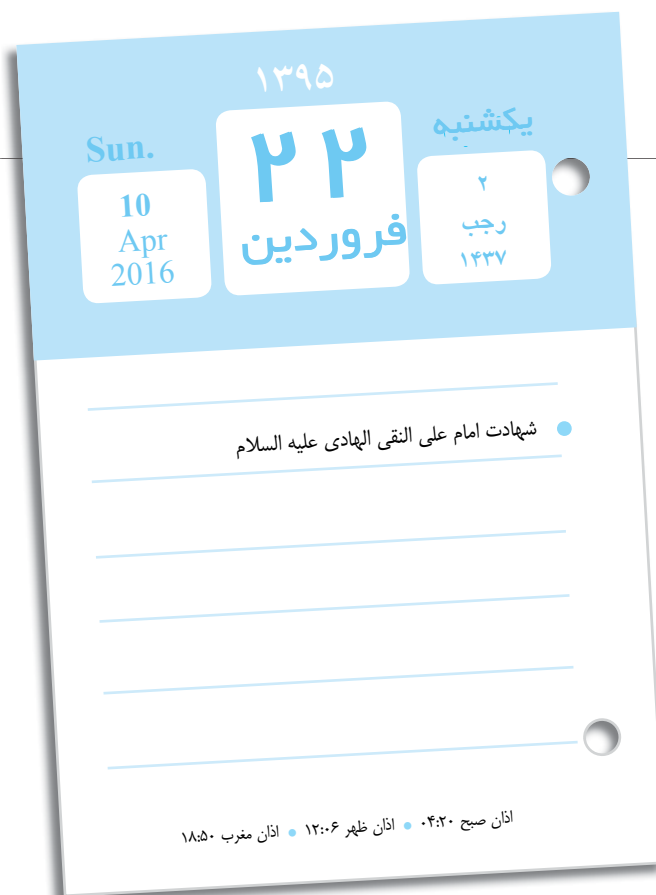 ۱۳۹۵
یکشنبه
۲
رجب
۱۴۳۷
۲۲
فروردین
Sun.
10
Apr
2016
شهادت امام علی النقی الهادی علیه السلام
اذان صبح ۰۴:۲۰ • اذان ظهر ۱۲:۰۶ • اذان مغرب ۱۸:۵۰